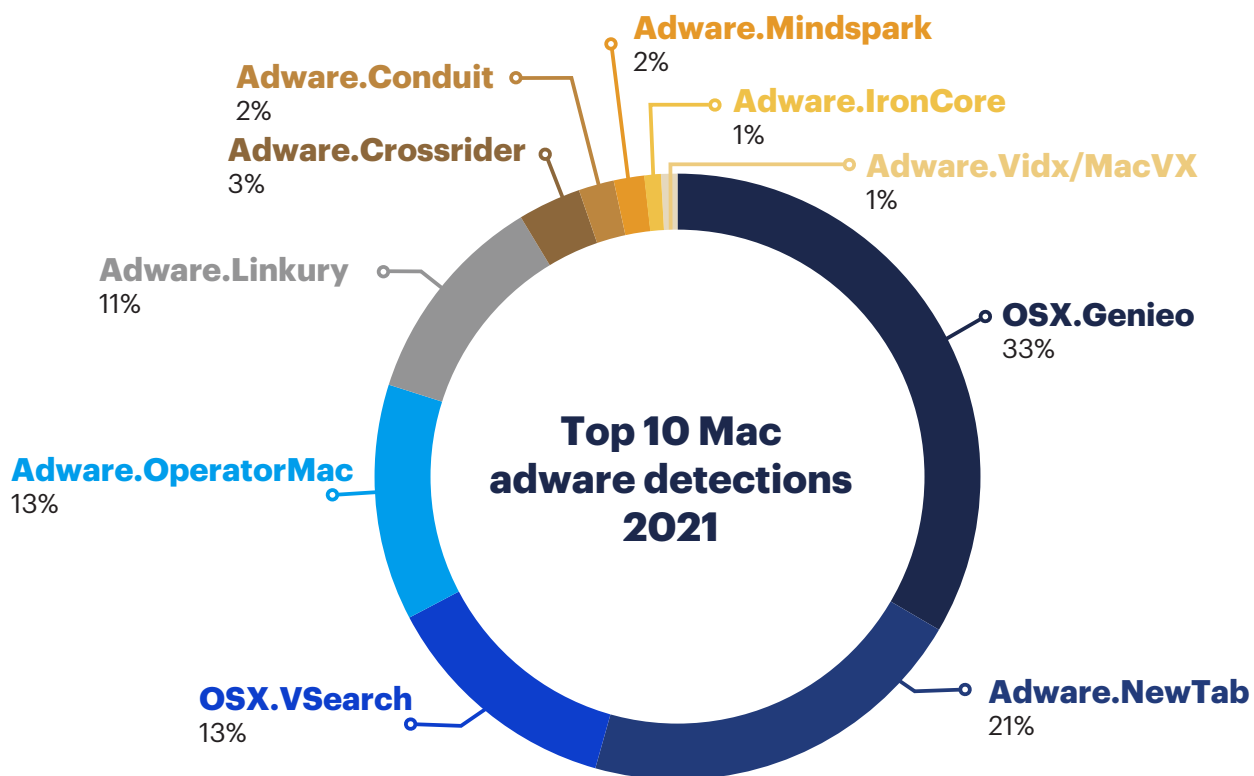 Adware.Mindspark
2%
Adware.Conduit
2%
Adware.IronCore
1%
Adware.Crossrider
3%
Adware.Vidx/MacVX
1%
Adware.Linkury
11%
OSX.Genieo
33%
Top 10 Mac
adware detections
2021
Adware.OperatorMac
13%
OSX.VSearch
13%
Adware.NewTab
21%